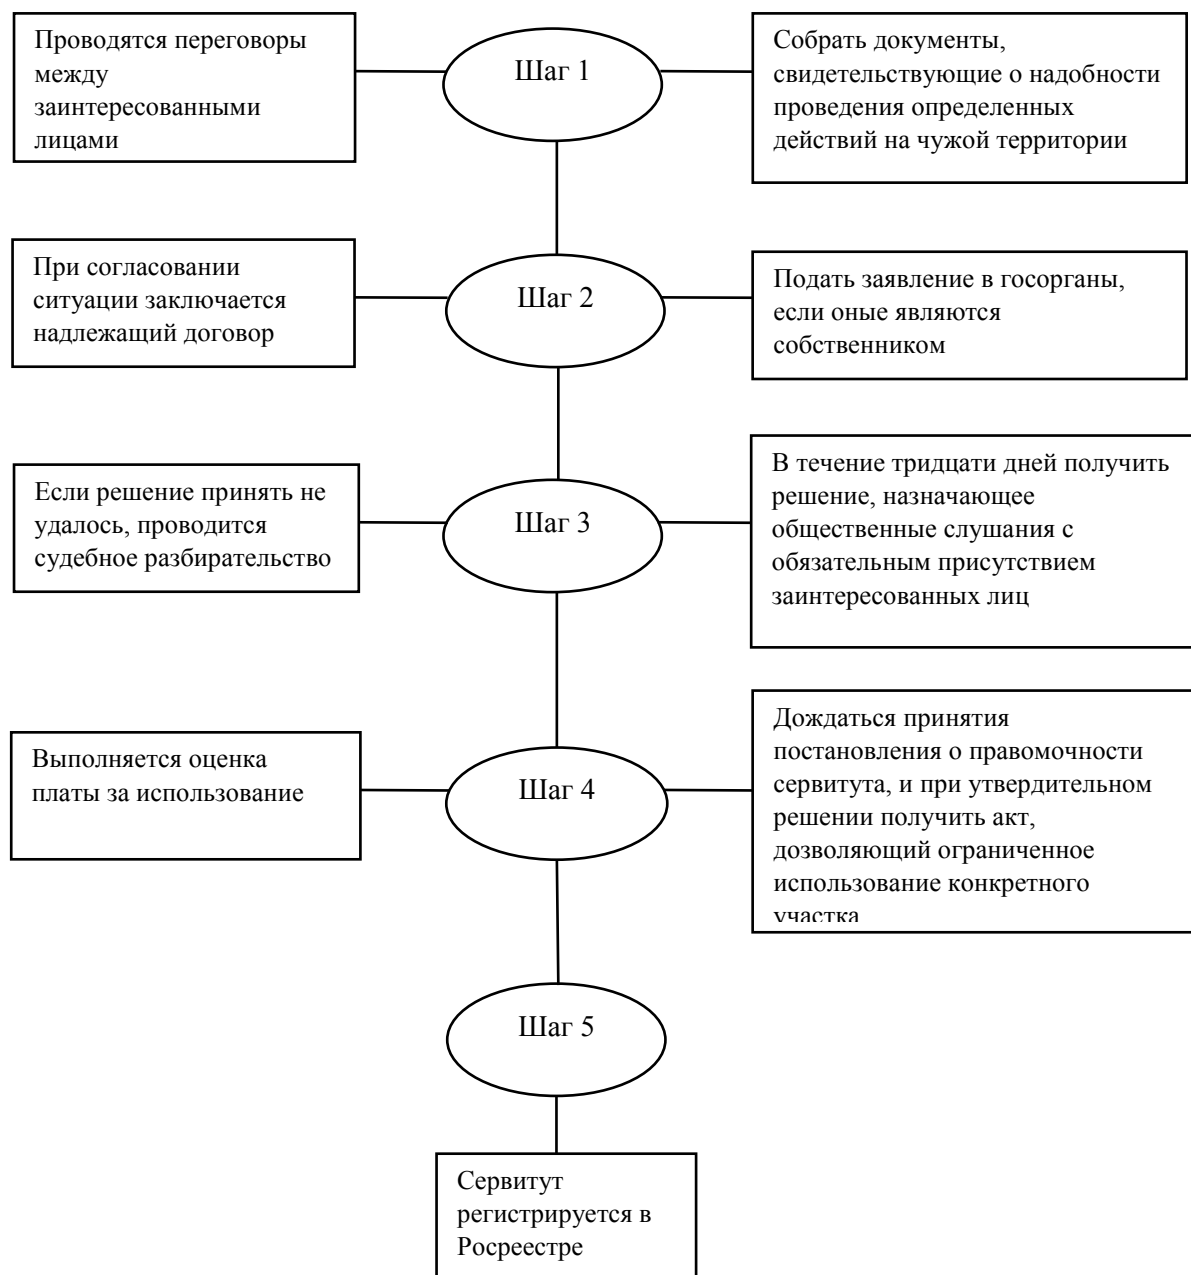 Проводятся переговоры
между
заинтересованными
лицами
Шаг 1
Собрать документы,
свидетельствующие о надобности
проведения определенных
действий на чужой территории
При согласовании
ситуации заключается
надлежащий договор
Шаг 2
Подать заявление в госорганы,
если оные являются
собственником
Если решение принять не
удалось, проводится
судебное разбирательство
Шаг 3
В течение тридцати дней получить
решение, назначающее
общественные слушания с
обязательным присутствием
заинтересованных лиц
Выполняется оценка
платы за использование
Шаг 4
Дождаться принятия
постановления о правомочности
сервитута, и при утвердительном
решении получить акт,
дозволяющий ограниченное
использование конкретного
участка
Шаг 5
Сервитут
регистрируется в
Росреестре